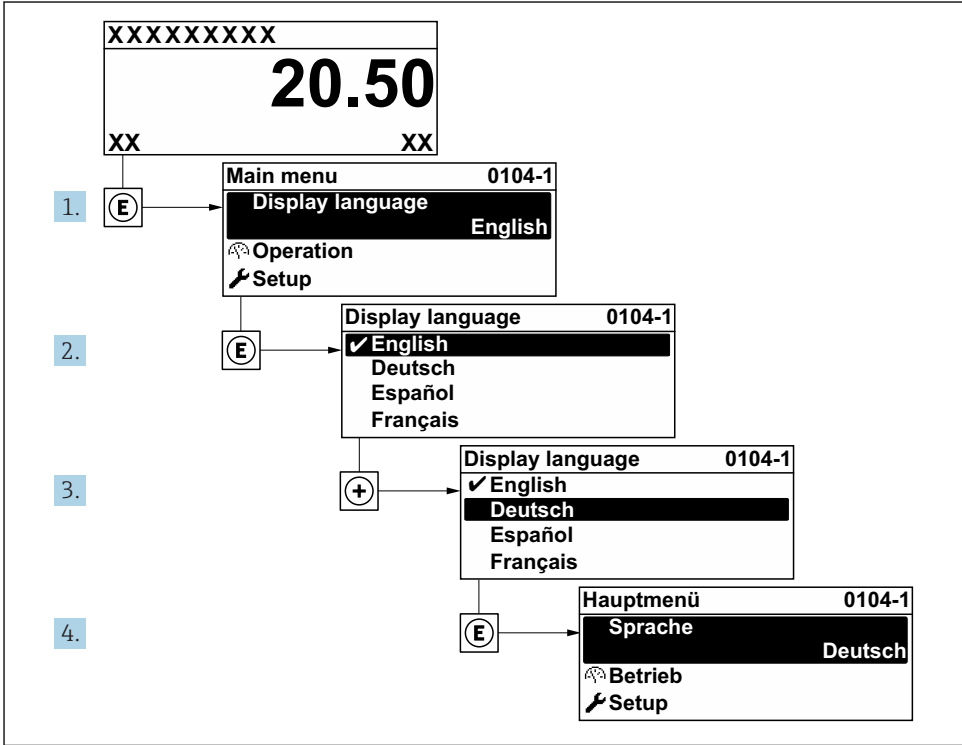 XXXXXXXXX
20.50
XX XX
1. E
Main menu 0104-1
Display language
English
Operation
Setup
2. E
Display language 0104-1
✔English
Deutsch
Español
Français
3. +
Display language 0104-1
✔English
Deutsch
Español
Français
4. E
Hauptmenü 0104-1
Sprache
Deutsch
Betrieb
Setup